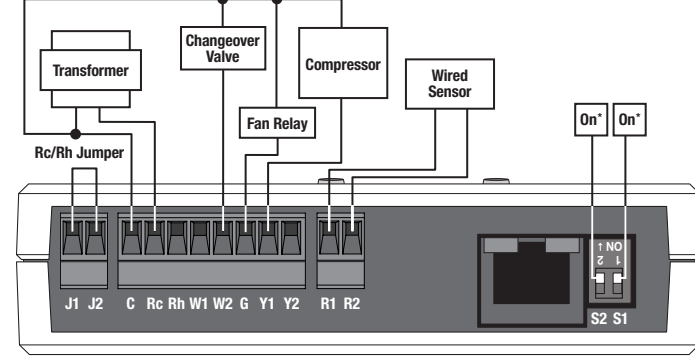 Changeover
Valve
Transformer
Compressor
Wired
Sensor
Fan Relay
On*
On*
Rc/Rh Jumper
↑ NO
2 1
J1 J2 C Rc Rh W1 W2 G Y1 Y2 R1 R2
S2 S1